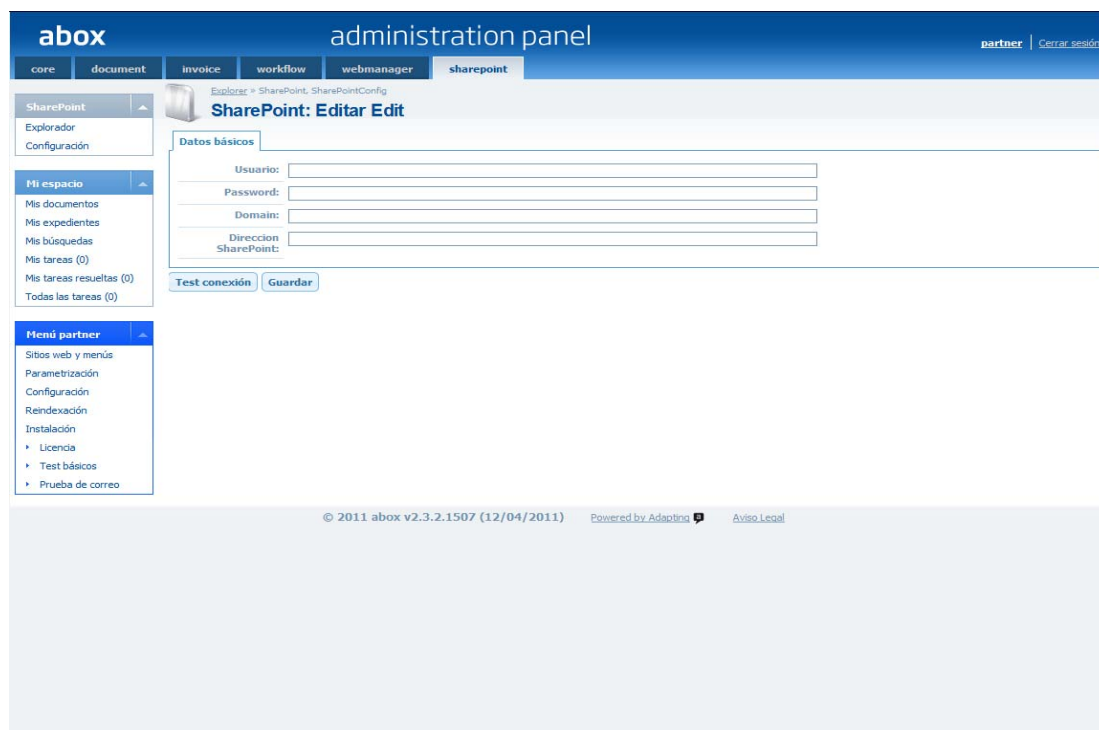 abox
administration panel
partner | Cerrar sesión
core document invoice workflow webmanager sharepoint
SharePoint
Explorador
Configuración
Mi espacio
Mis documentos
Mis expedientes
Mis búsquedas
Mis tareas (0)
Mis tareas resueltas (0)
Todas las tareas (0)
Menú partner
Sitios web y menús
Parametrización
Configuración
Reindexación
Instalación
Licencia
Test básicos
Prueba de correo
Explorer > SharePoint, SharePointConfig
SharePoint: Editar Edit
Datos básicos
Usuario:
Password:
Domain:
Direccion
SharePoint:
Test conexión Guardar
© 2011 abox v2.3.2.1507 (12/04/2011) Powered by Adapting a Aviso Legal